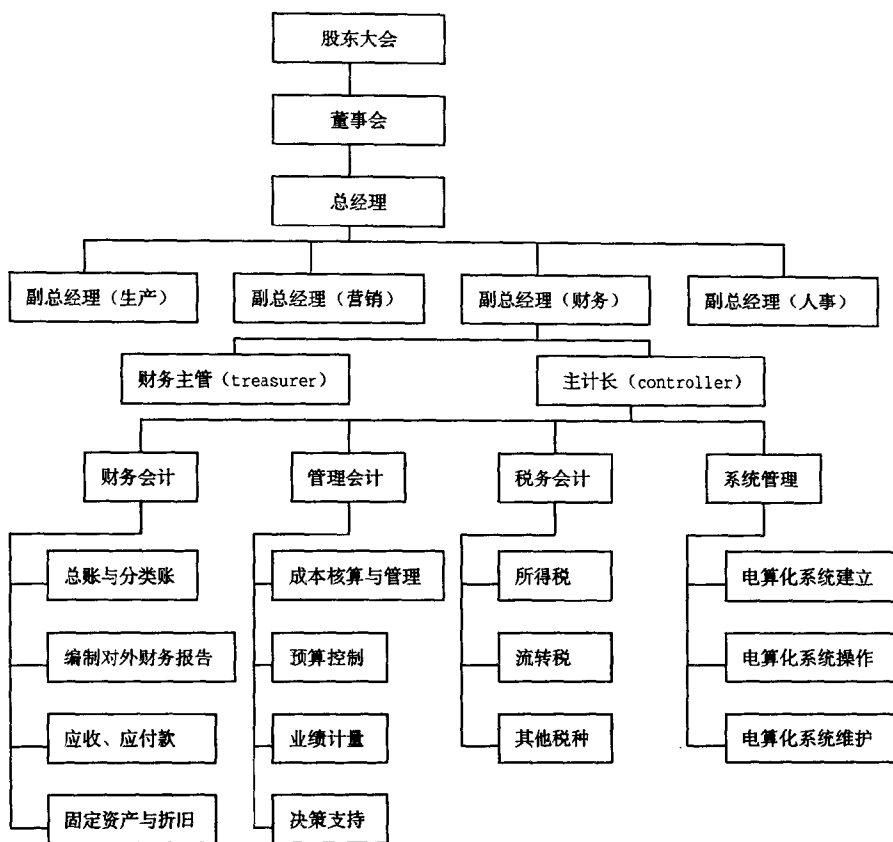 股东大会
董事会
总经理
副总经理（生产）
副总经理（营销）
副总经理（财务）
副总经理（人事）
财务主管（treasurer）
主计长（controller）
财务会计
管理会计
税务会计
系统管理
总账与分类账
成本核算与管理
所得税
电算化系统建立
编制对外财务报告
预算控制
流转税
电算化系统操作
应收、应付款
业绩计量
其他税种
电算化系统维护
固定资产与折旧
决策支持